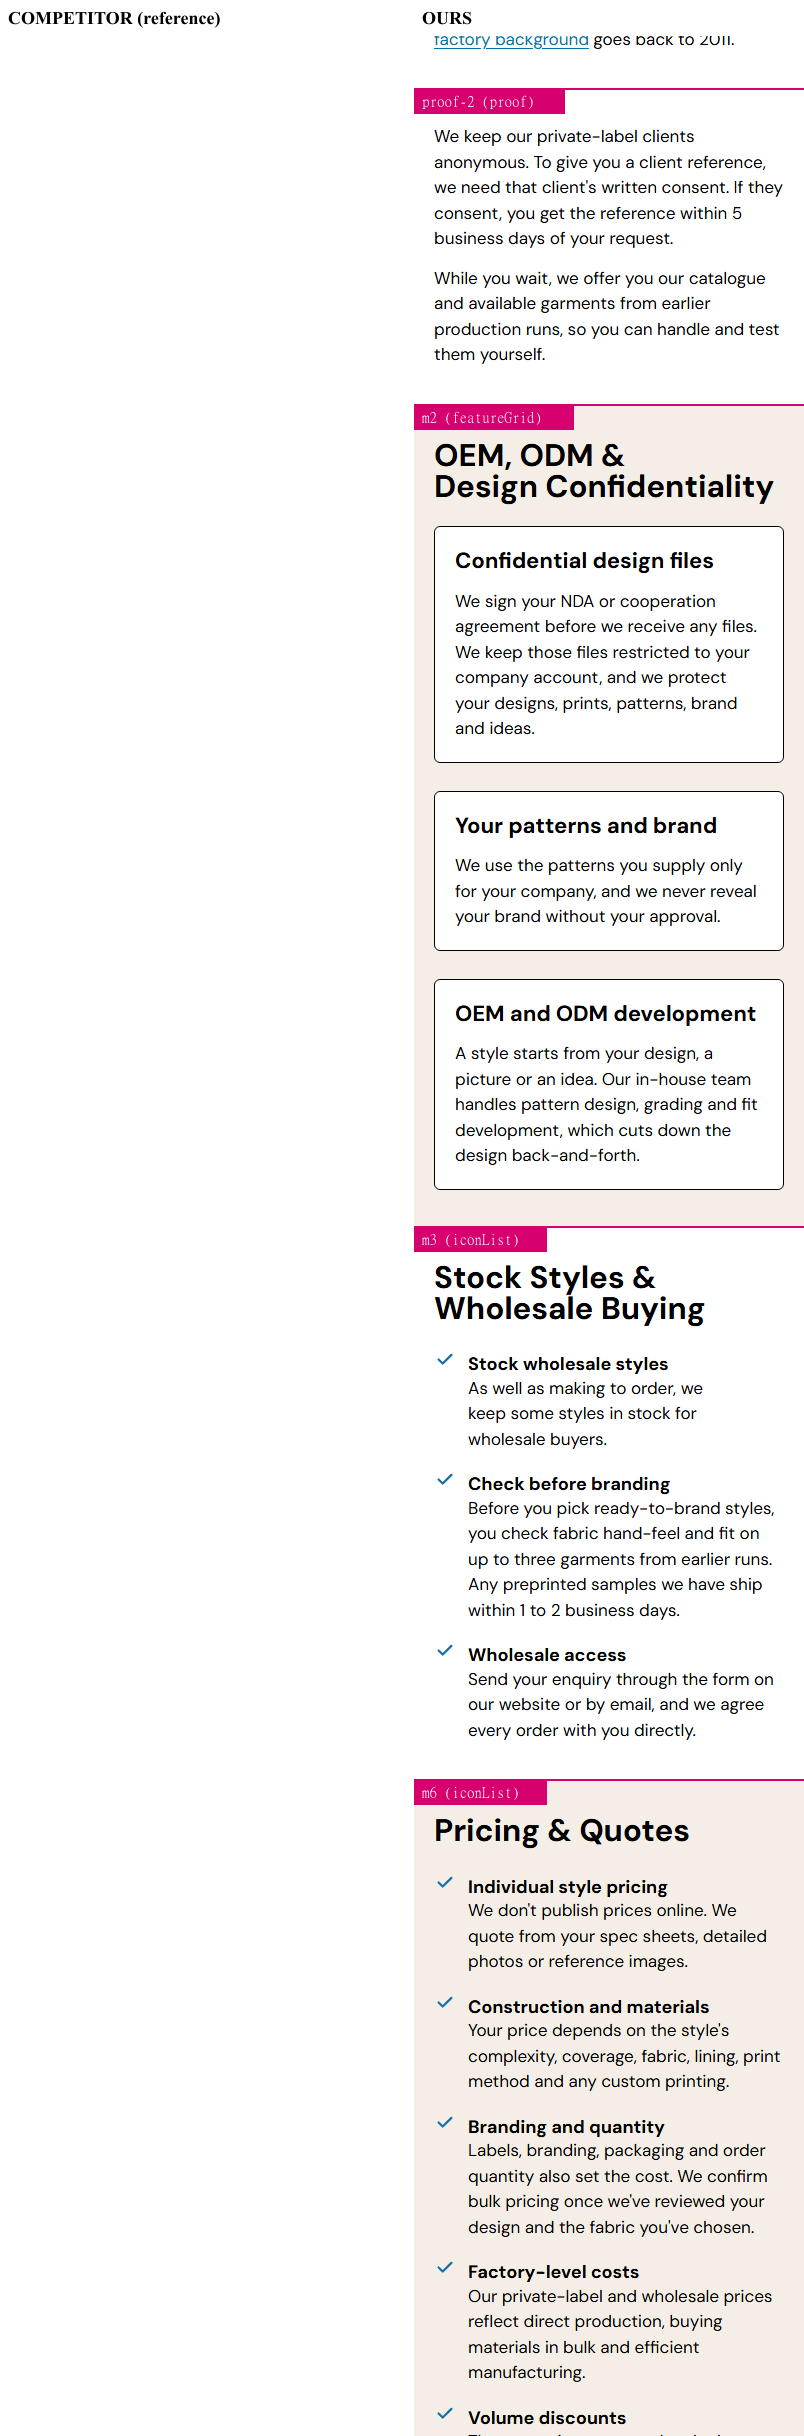 COMPETITOR (reference)
OURS
factory background goes back to 2011.
proof-2 (proof)
We keep our private-label clients
anonymous. To give you a client reference,
we need that client's written consent. If they
consent, you get the reference within 5
business days of your request.
While you wait, we offer you our catalogue
and available garments from earlier
production runs, so you can handle and test
them yourself.
m2 (featureGrid)
OEM, ODM &
Design Confidentiality
Confidential design files
We sign your NDA or cooperation
agreement before we receive any files.
We keep those files restricted to your
company account, and we protect
your designs, prints, patterns, brand
and ideas.
Your patterns and brand
We use the patterns you supply only
for your company, and we never reveal
your brand without your approval.
OEM and ODM development
A style starts from your design, a
picture or an idea. Our in-house team
handles pattern design, grading and fit
development, which cuts down the
design back-and-forth.
m3 (iconList)
Stock Styles &
Wholesale Buying
Stock wholesale styles
As well as making to order, we
keep some styles in stock for
wholesale buyers.
Check before branding
Before you pick ready-to-brand styles,
you check fabric hand-feel and fit on
up to three garments from earlier runs.
Any preprinted samples we have ship
within 1 to 2 business days.
Wholesale access
Send your enquiry through the form on
our website or by email, and we agree
every order with you directly.
m6 (iconList)
Pricing & Quotes
Individual style pricing
We don't publish prices online. We
quote from your spec sheets, detailed
photos or reference images.
Construction and materials
Your price depends on the style's
complexity, coverage, fabric, lining, print
method and any custom printing.
Branding and quantity
Labels, branding, packaging and order
quantity also set the cost. We confirm
bulk pricing once we've reviewed your
design and the fabric you've chosen.
Factory-level costs
Our private-label and wholesale prices
reflect direct production, buying
materials in bulk and efficient
manufacturing.
Volume discounts